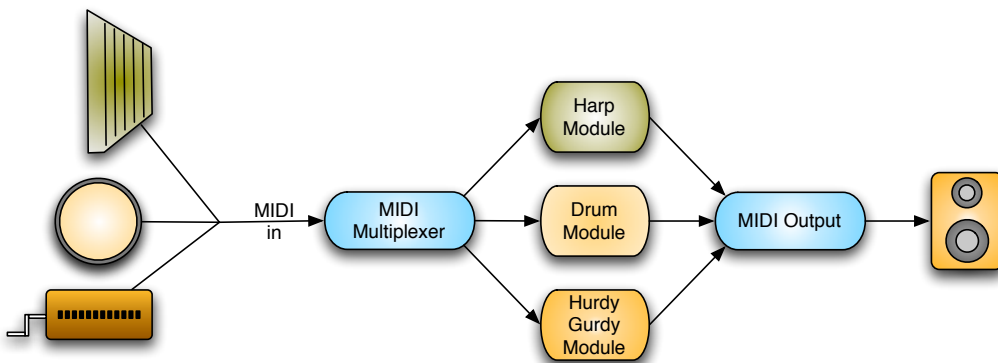 MIDI
in
MIDI
Multiplexer
Harp
Module
Drum
Module
Hurdy
Gurdy
Module
MIDI Output